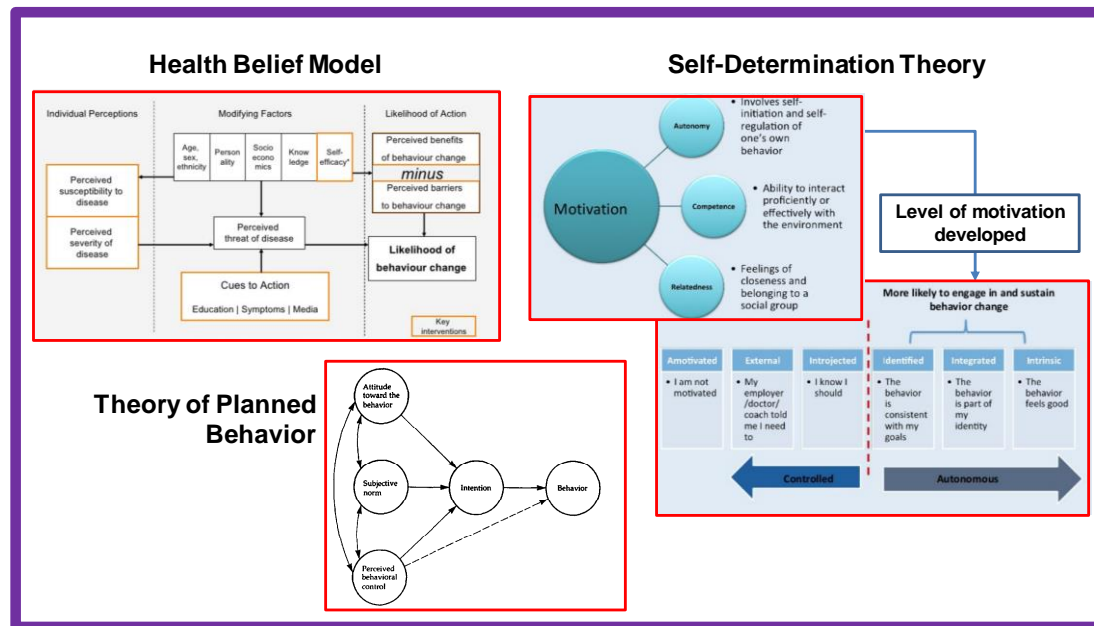 Health Belief Model
Individual Perceptions
Modifying Factors
Likelihood of Action
Age,
sex,
ethnicity
Person
ality
Socio
econo
mics
Know
ledge
Self-
efficacy*
Perceived benefits
of behaviour change
minus
Perceived barriers
to behaviour change
Perceived
susceptibility to
disease
Perceived
severity of
disease
Perceived
threat of disease
Likelihood of
behaviour change
Cues to Action
Education | Symptoms | Media
Key
interventions
Self-Determination Theory
Motivation
Autonomy
• Involves self-
initiation and self-
regulation of
one's own
behavior
Competence
• Ability to interact
proficiently or
effectively with
the environment
Relatedness
• Feelings of
closeness and
belonging to a
social group
Level of motivation
developed
More likely to engage in and sustain
behavior change
Amotivated
• I am not
motivated
External
• My
employer
/doctor/
coach told
me I need
to
Introjected
• I know I
should
Identified
• The
behavior
is
consistent
with my
goals
Integrated
• The
behavior
is part of
my
identity
Intrinsic
• The
behavior
feels good
Controlled
Autonomous
Theory of Planned
Behavior
Attitude
toward the
behavior
Subjective
norm
Intention
Behavior
Perceived
behavioral
control